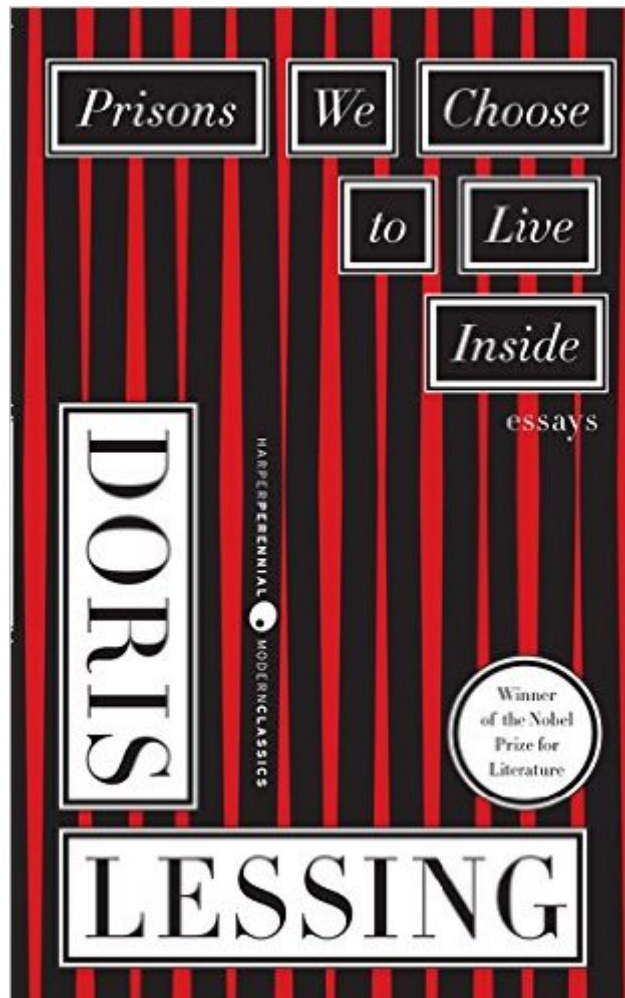 Prisons We Choose
to Live
Inside
essays
DORIS
HARPERPERENNIAL MODERNCLASSICS
Winner
of the Nobel
Prize for
Literature
LESSING